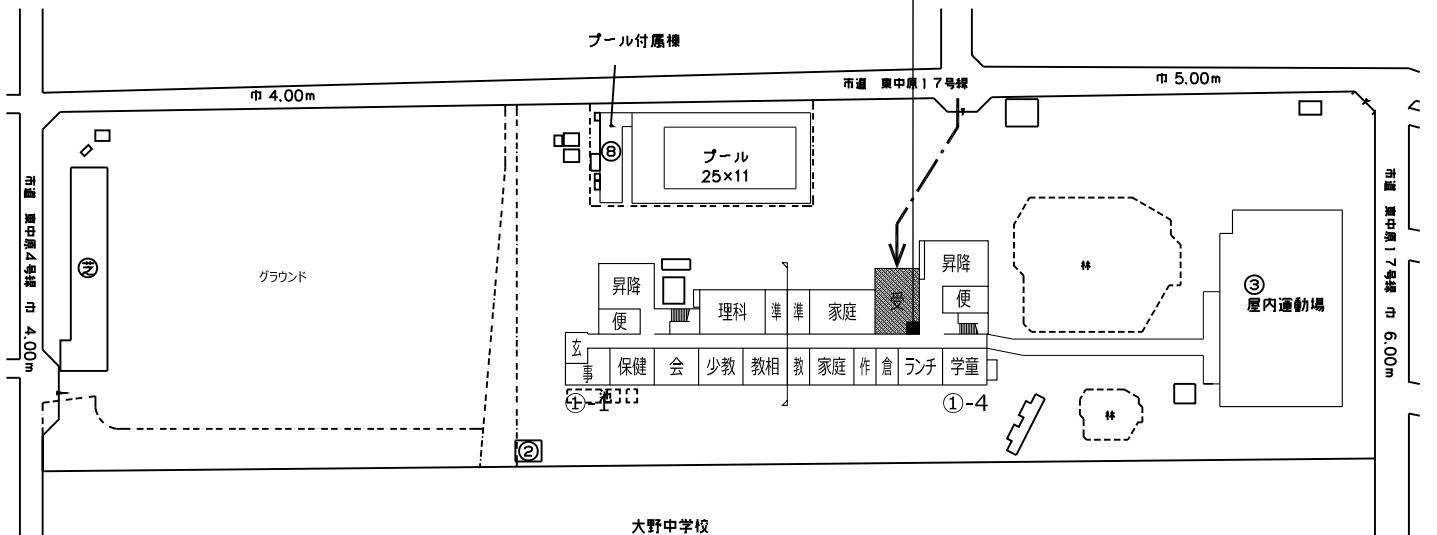 プール付属棟
市道 東中原17号線
巾 5.00m
巾 4.00m
⑧
プール
25×11
市道 東中原4号線 巾 4.00m
グラウンド
市道 東中原17号線 巾 6.00m
林
③
屋内運動場
昇降
便
理科
準
準
家庭
受
昇降
便
玄
事
保健
会
少教
教相
教
家庭
作
倉
ランチ
学童
池
①-1
①-4
林
②
大野中学校